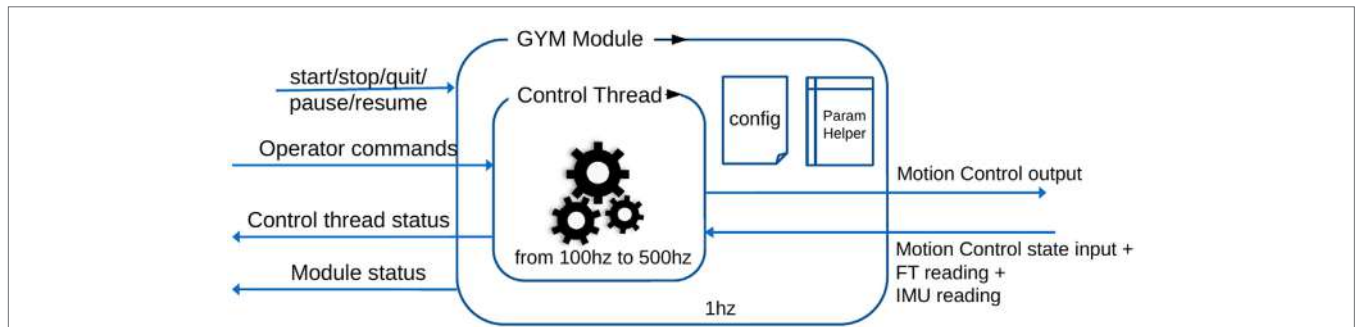 GYM Module
start/stop/quit/
pause/resume
Control Thread
config
Param
Helper
Operator commands
Motion Control output
Control thread status
from 100hz to 500hz
Motion Control state input +
FT reading +
IMU reading
Module status
1hz